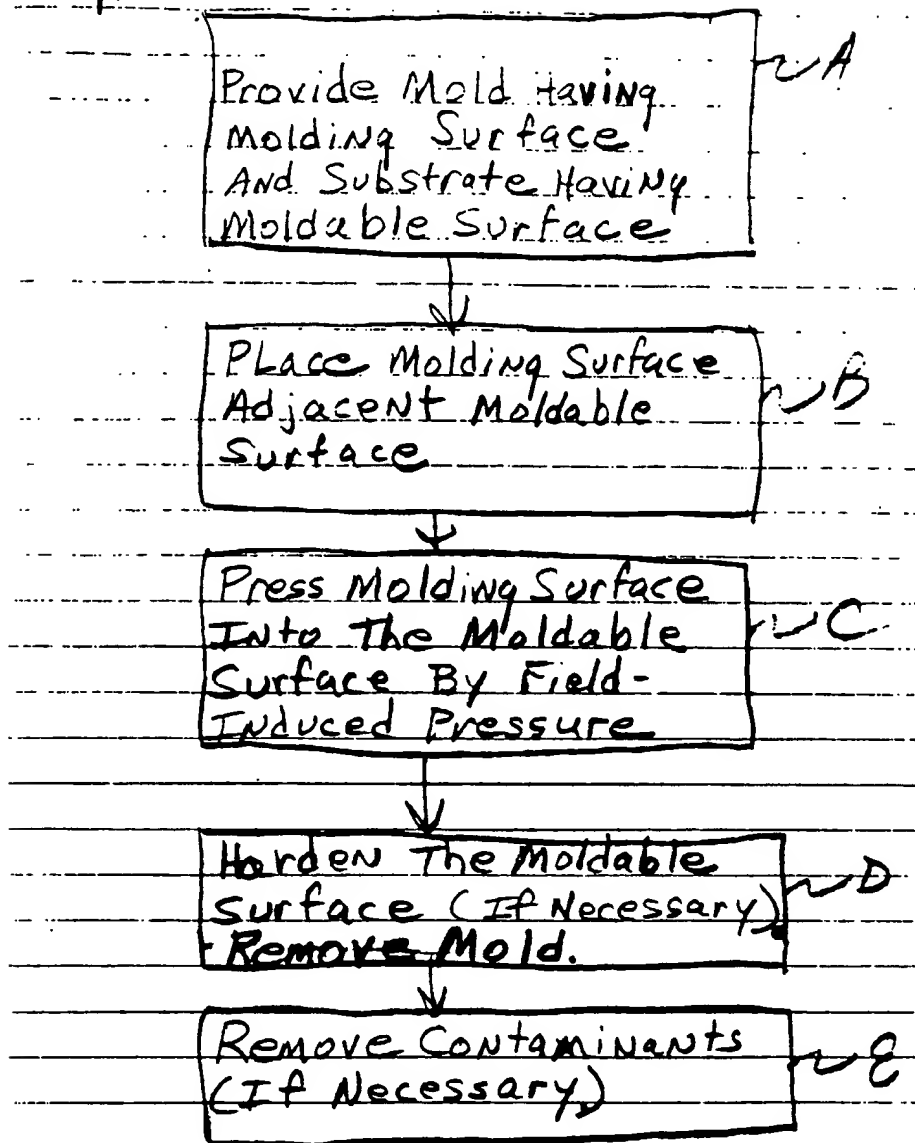 Provide Mold Having
Molding Surface
And Substrate Having
Moldable Surface
A
Place Molding Surface
Adjacent Moldable
Surface
B
Press Molding Surface
Into The Moldable
Surface By Field-
Induced Pressure
C
Harden The Moldable
Surface (If Necessary).
Remove Mold.
D
Remove Contaminants
(If Necessary)
E